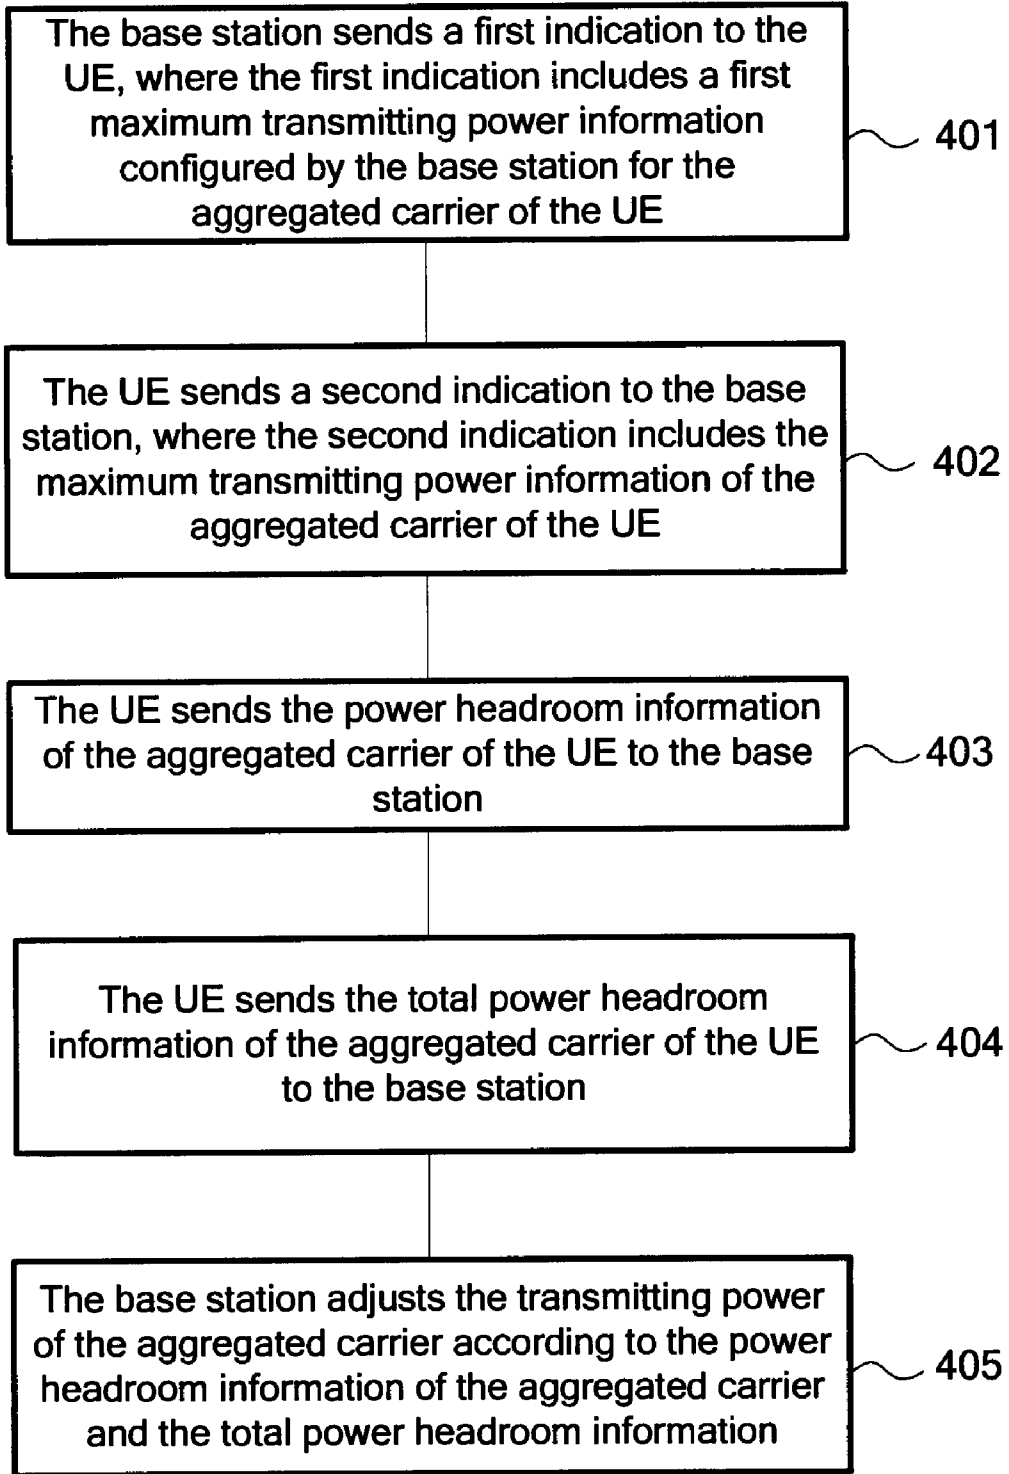 The base station sends a first indication to the
UE, where the first indication includes a first
maximum transmitting power information
configured by the base station for the
aggregated carrier of the UE
401
The UE sends a second indication to the base
station, where the second indication includes the
maximum transmitting power information of the
aggregated carrier of the UE
402
The UE sends the power headroom information
of the aggregated carrier of the UE to the base
station
403
The UE sends the total power headroom
information of the aggregated carrier of the UE
to the base station
404
The base station adjusts the transmitting power
of the aggregated carrier according to the power
headroom information of the aggregated carrier
and the total power headroom information
405